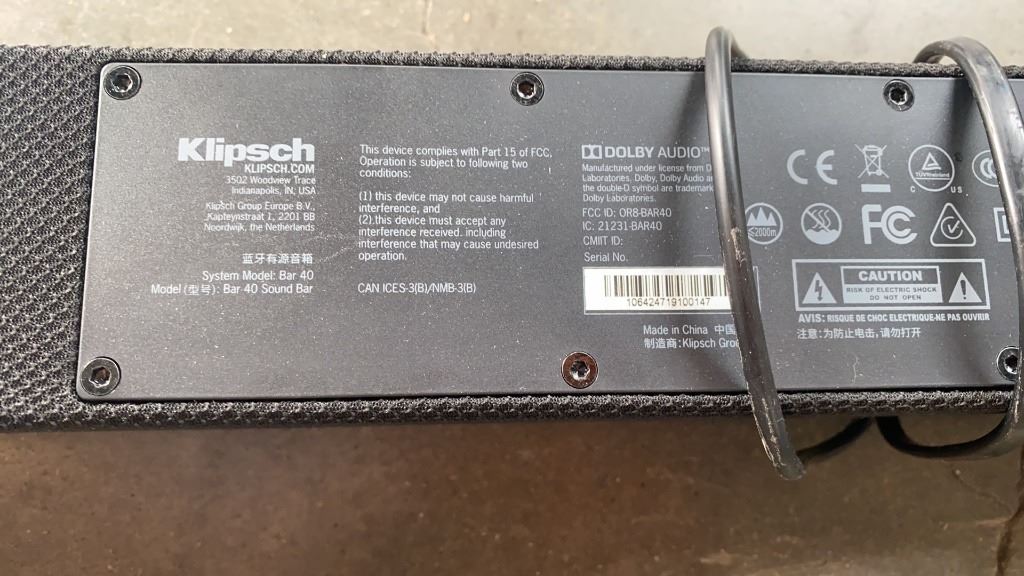 Klipsch
KLIPSCH.COM
3502 Woodview Trace
Indianapolis, IN, USA
Klipsch Group Europe B.V.,
Kapteynstraat 1, 2201 BB
Noordwijk, the Netherlands
蓝牙有源音箱
System Model: Bar 40
Model (型号): Bar 40 Sound Bar
This device complies with Part 15 of FCC,
Operation is subject to following two
conditions:
(1) this device may not cause harmful
interference, and
(2) this device must accept any
interference received, including
interference that may cause undesired
operation.
CAN ICES-3(B)/NMB-3(B)
DOLBY AUDIO™
Manufactured under license from
Laboratories. Dolby, Dolby Audio
the double-D symbol are trademark
Dolby Laboratories.
FCC ID: OR8-BAR40
IC: 21231-BAR40
CMIIT ID:
Serial No.
106424719100147
Made in China 中国
制造商: Klipsch
CE
TÜVRheinland
C US
≤2000m
FC
CAUTION
RISK OF ELECTRIC SHOCK
DO NOT OPEN
AVIS: RISQUE DE CHOC ELECTRIQUE-NE PAS OUVRIR
注意: 为防止电击, 请勿打开